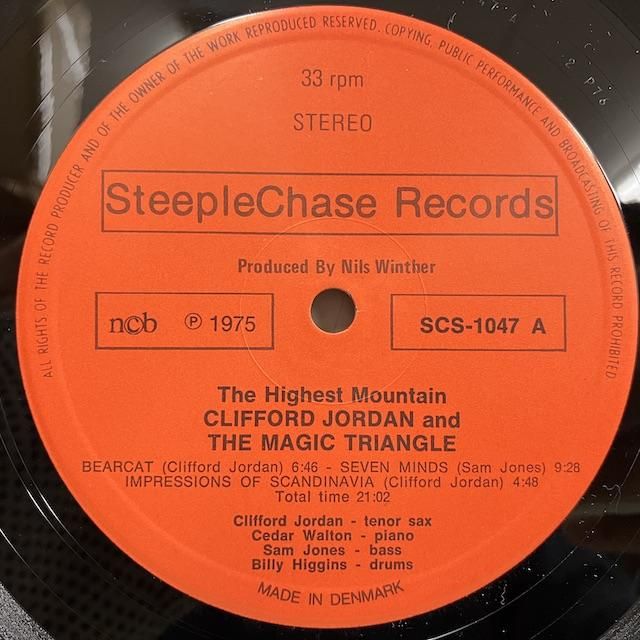 ALL RIGHTS OF THE RECORD PRODUCER AND OF THE OWNER OF THE WORK REPRODUCED RESERVED. COPYING, PUBLIC PERFORMANCE AND BROADCASTING OF THIS RECORD PROHIBITED
33 rpm
STEREO
SteepleChase Records
Produced By Nils Winther
ncb ℗ 1975
SCS-1047 A
The Highest Mountain
CLIFFORD JORDAN and
THE MAGIC TRIANGLE
BEARCAT (Clifford Jordan) 6:46 - SEVEN MINDS (Sam Jones) 9:28
IMPRESSIONS OF SCANDINAVIA (Clifford Jordan) 4:48
Total time 21:02
Clifford Jordan - tenor sax
Cedar Walton - piano
Sam Jones - bass
Billy Higgins - drums
MADE IN DENMARK